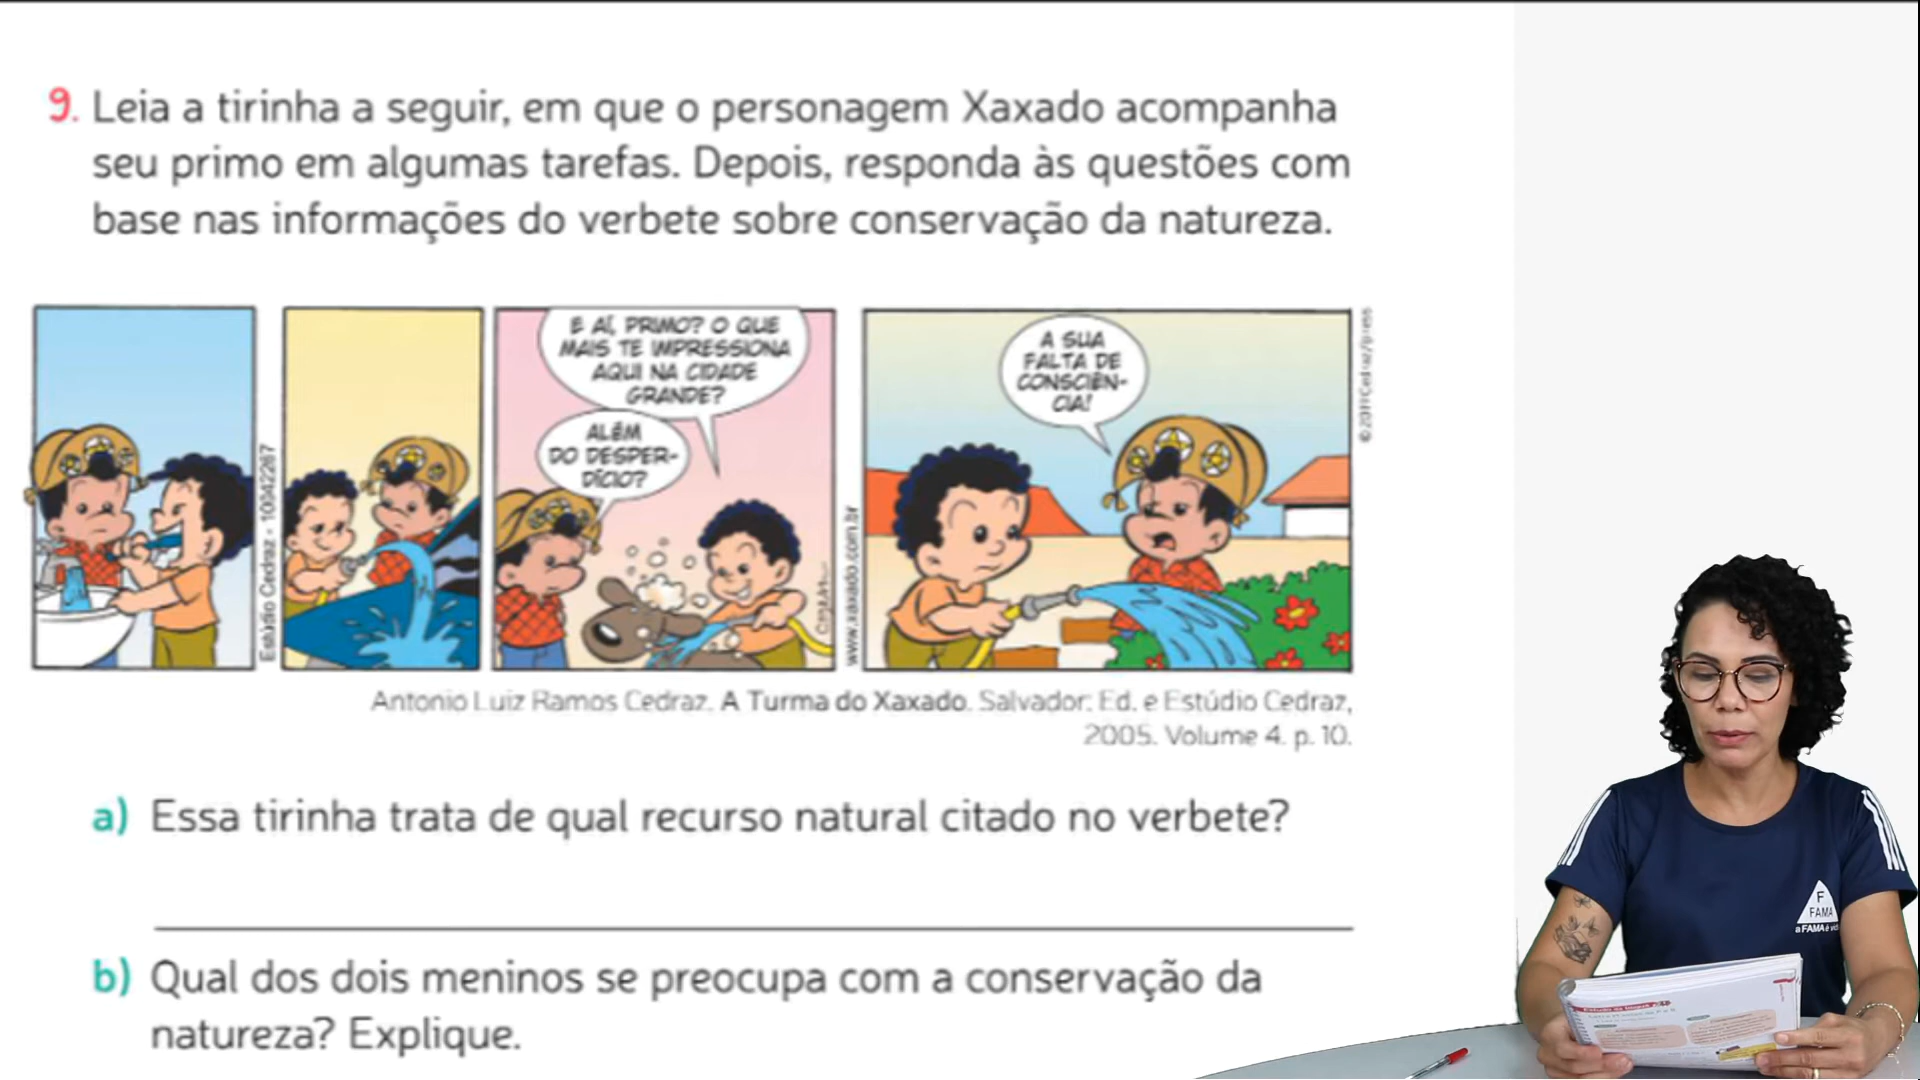 9. Leia a tirinha a seguir, em que o personagem Xaxado acompanha
seu primo em algumas tarefas. Depois, responda às questões com
base nas informações do verbete sobre conservação da natureza.
Estúdio Cedraz - 10042267
E AÍ, PRIMO? O QUE
MAIS TE IMPRESSIONA
AQUI NA CIDADE
GRANDE?
ALÉM
DO DESPER-
DÍCIO?
www.xaxado.com.br
A SUA
FALTA DE
CONSCIÊN-
CIA!
Antonio Luiz Ramos Cedraz. A Turma do Xaxado. Salvador: Ed. e Estúdio Cedraz,
2005. Volume 4. p. 10.
a) Essa tirinha trata de qual recurso natural citado no verbete?
b) Qual dos dois meninos se preocupa com a conservação da
natureza? Explique.
F
FAMA